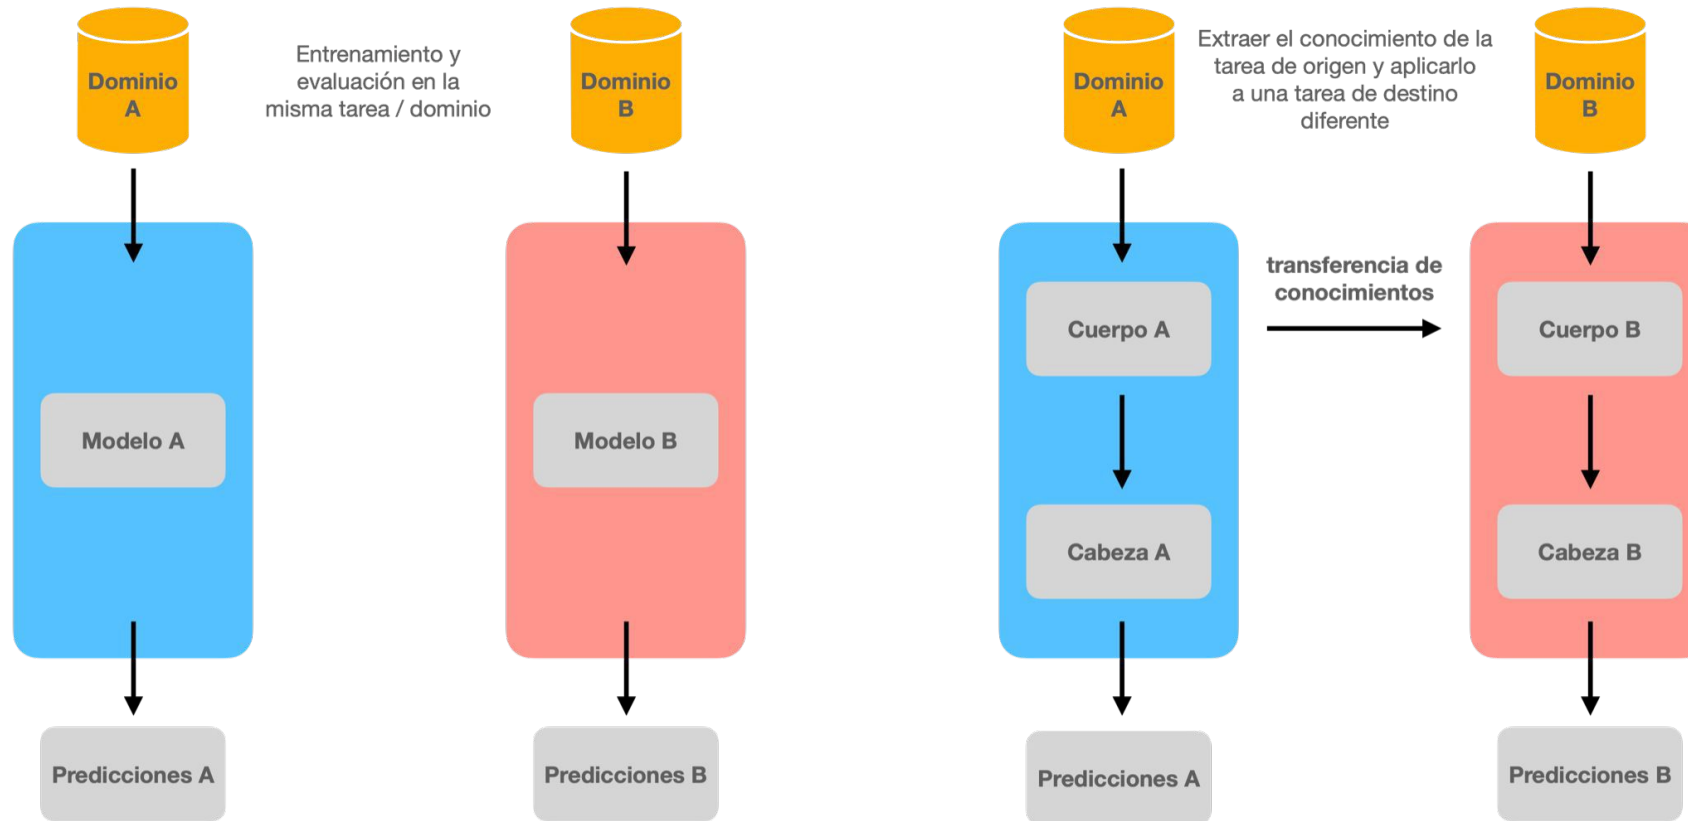 Dominio
A
Entrenamiento y
evaluación en la
misma tarea / dominio
Dominio
B
Modelo A
Modelo B
Predicciones A
Predicciones B
Dominio
A
Extraer el conocimiento de la
tarea de origen y aplicarlo
a una tarea de destino
diferente
Dominio
B
Cuerpo A
transferencia de
conocimientos
Cuerpo B
Cabeza A
Cabeza B
Predicciones A
Predicciones B